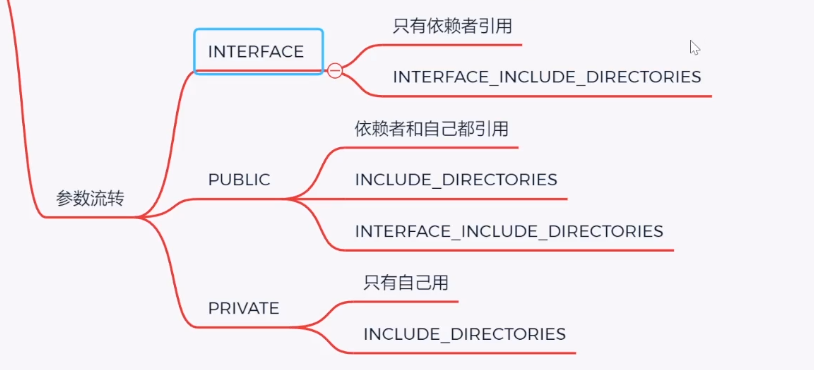 INTERFACE
只有依赖者引用
INTERFACE_INCLUDE_DIRECTORIES
参数流转
PUBLIC
依赖者和自己都引用
INCLUDE_DIRECTORIES
INTERFACE_INCLUDE_DIRECTORIES
PRIVATE
只有自己用
INCLUDE_DIRECTORIES